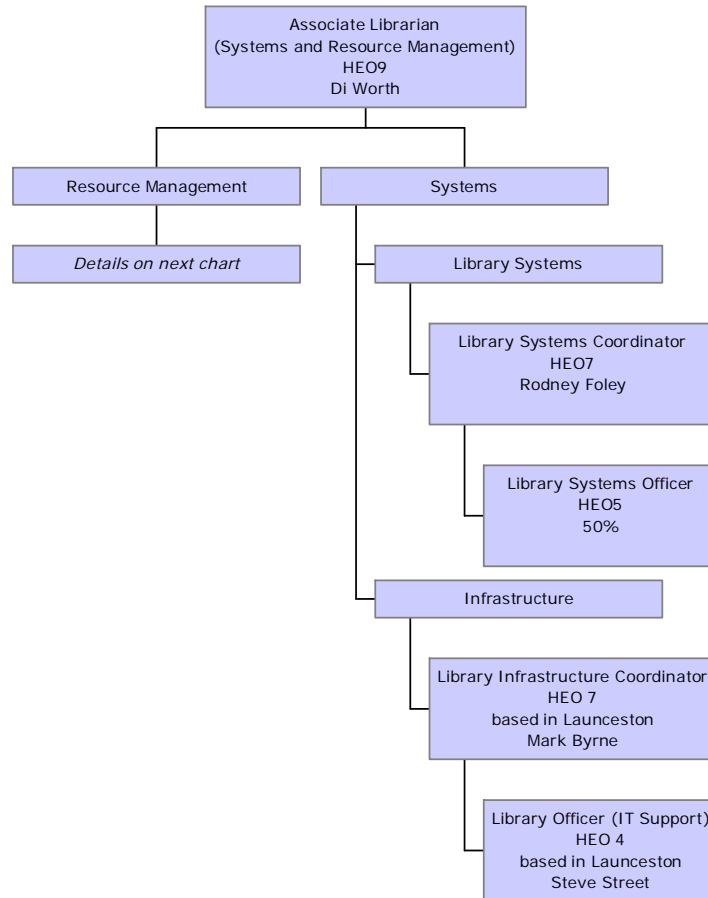 Associate Librarian
(Systems and Resource Management)
HEO9
Di Worth
Resource Management
Systems
Details on next chart
Library Systems
Library Systems Coordinator
HEO7
Rodney Foley
Library Systems Officer
HEO5
50%
Infrastructure
Library Infrastructure Coordinator
HEO 7
based in Launceston
Mark Byrne
Library Officer (IT Support)
HEO 4
based in Launceston
Steve Street